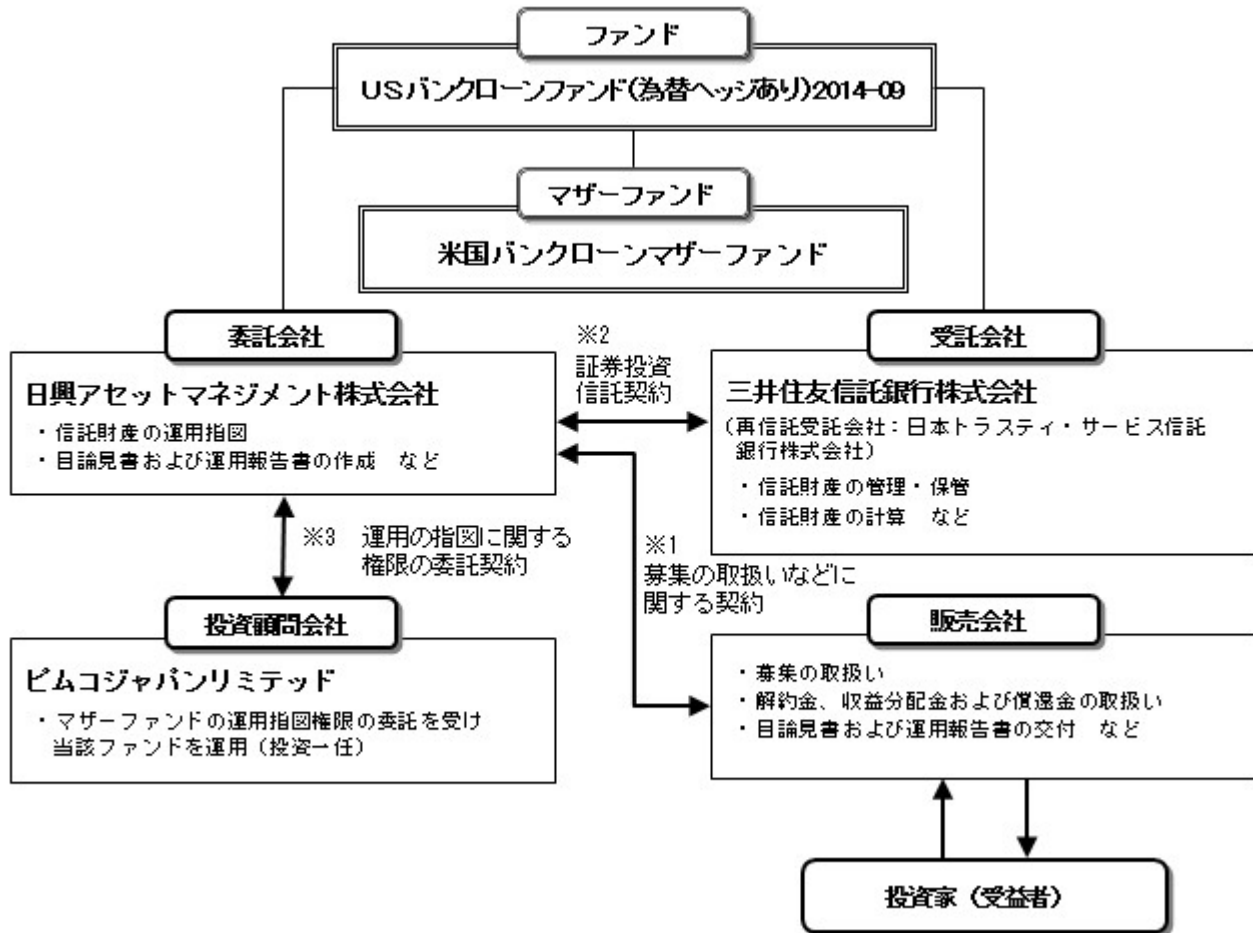 ファンド
USバンクローンファンド(為替ヘッジあり)2014-09
マザーファンド
米国バンクローンマザーファンド
委託会社
日興アセットマネジメント株式会社
・信託財産の運用指図
・目論見書および運用報告書の作成 など
※2
証券投資
信託契約
受託会社
三井住友信託銀行株式会社
(再信託受託会社：日本トラスティ・サービス信託
銀行株式会社)
・信託財産の管理・保管
・信託財産の計算 など
※3 運用の指図に関する
権限の委託契約
※1
募集の取扱いなどに
関する契約
投資顧問会社
ピムコジャパンリミテッド
・マザーファンドの運用指図権限の委託を受け
当該ファンドを運用（投資一任）
販売会社
・募集の取扱い
・解約金、収益分配金および償還金の取扱い
・目論見書および運用報告書の交付 など
投資家（受益者）